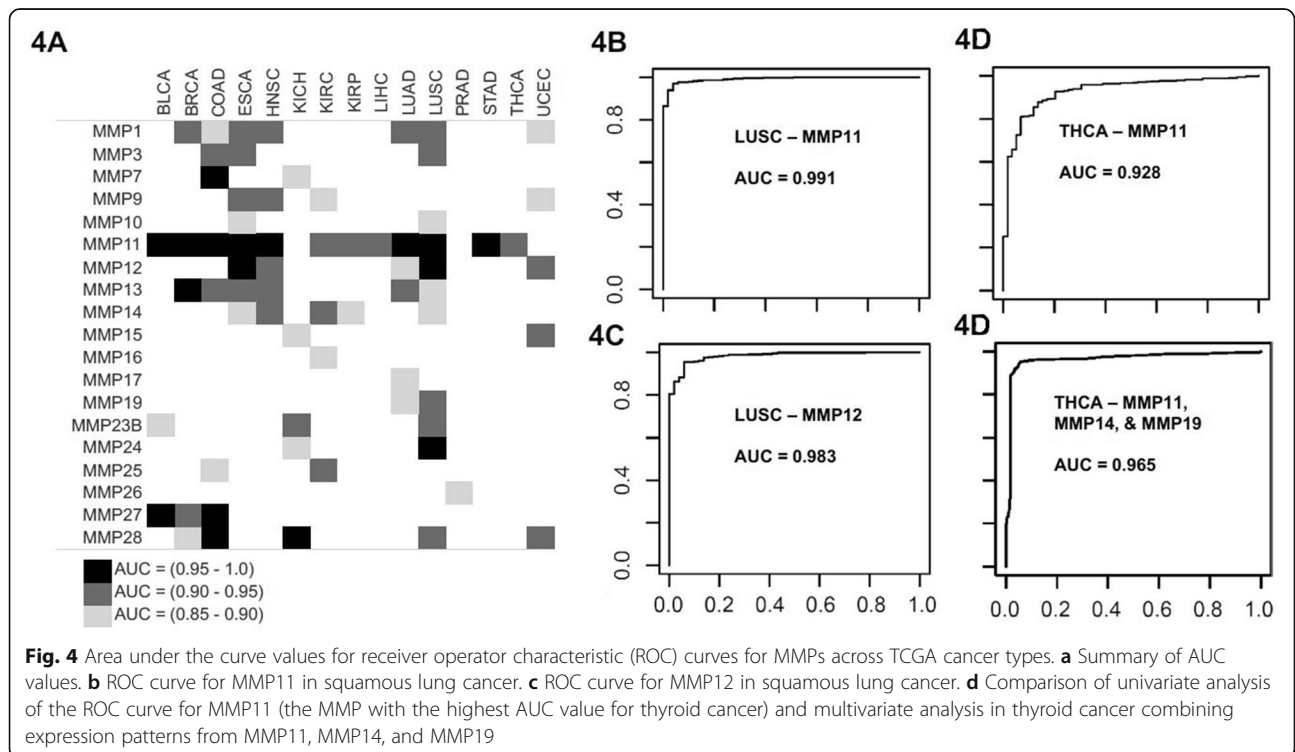 4A
BLCA BRCA COAD ESCA HNSC KICH KIRC KIRP LIHC LUAD LUSC PRAD STAD THCA UCEC
MMP1
MMP3
MMP7
MMP9
MMP10
MMP11
MMP12
MMP13
MMP14
MMP15
MMP16
MMP17
MMP19
MMP23B
MMP24
MMP25
MMP26
MMP27
MMP28
AUC = (0.95 - 1.0)
AUC = (0.90 - 0.95)
AUC = (0.85 - 0.90)
4B
LUSC – MMP11
AUC = 0.991
0.8
0.4
0.0
4C
LUSC – MMP12
AUC = 0.983
0.8
0.4
0.0
0.0 0.2 0.4 0.6 0.8 1.0
4D
THCA – MMP11
AUC = 0.928
4D
THCA – MMP11,
MMP14, & MMP19
AUC = 0.965
0.0 0.2 0.4 0.6 0.8 1.0
Fig. 4 Area under the curve values for receiver operator characteristic (ROC) curves for MMPs across TCGA cancer types. a Summary of AUC
values. b ROC curve for MMP11 in squamous lung cancer. c ROC curve for MMP12 in squamous lung cancer. d Comparison of univariate analysis
of the ROC curve for MMP11 (the MMP with the highest AUC value for thyroid cancer) and multivariate analysis in thyroid cancer combining
expression patterns from MMP11, MMP14, and MMP19